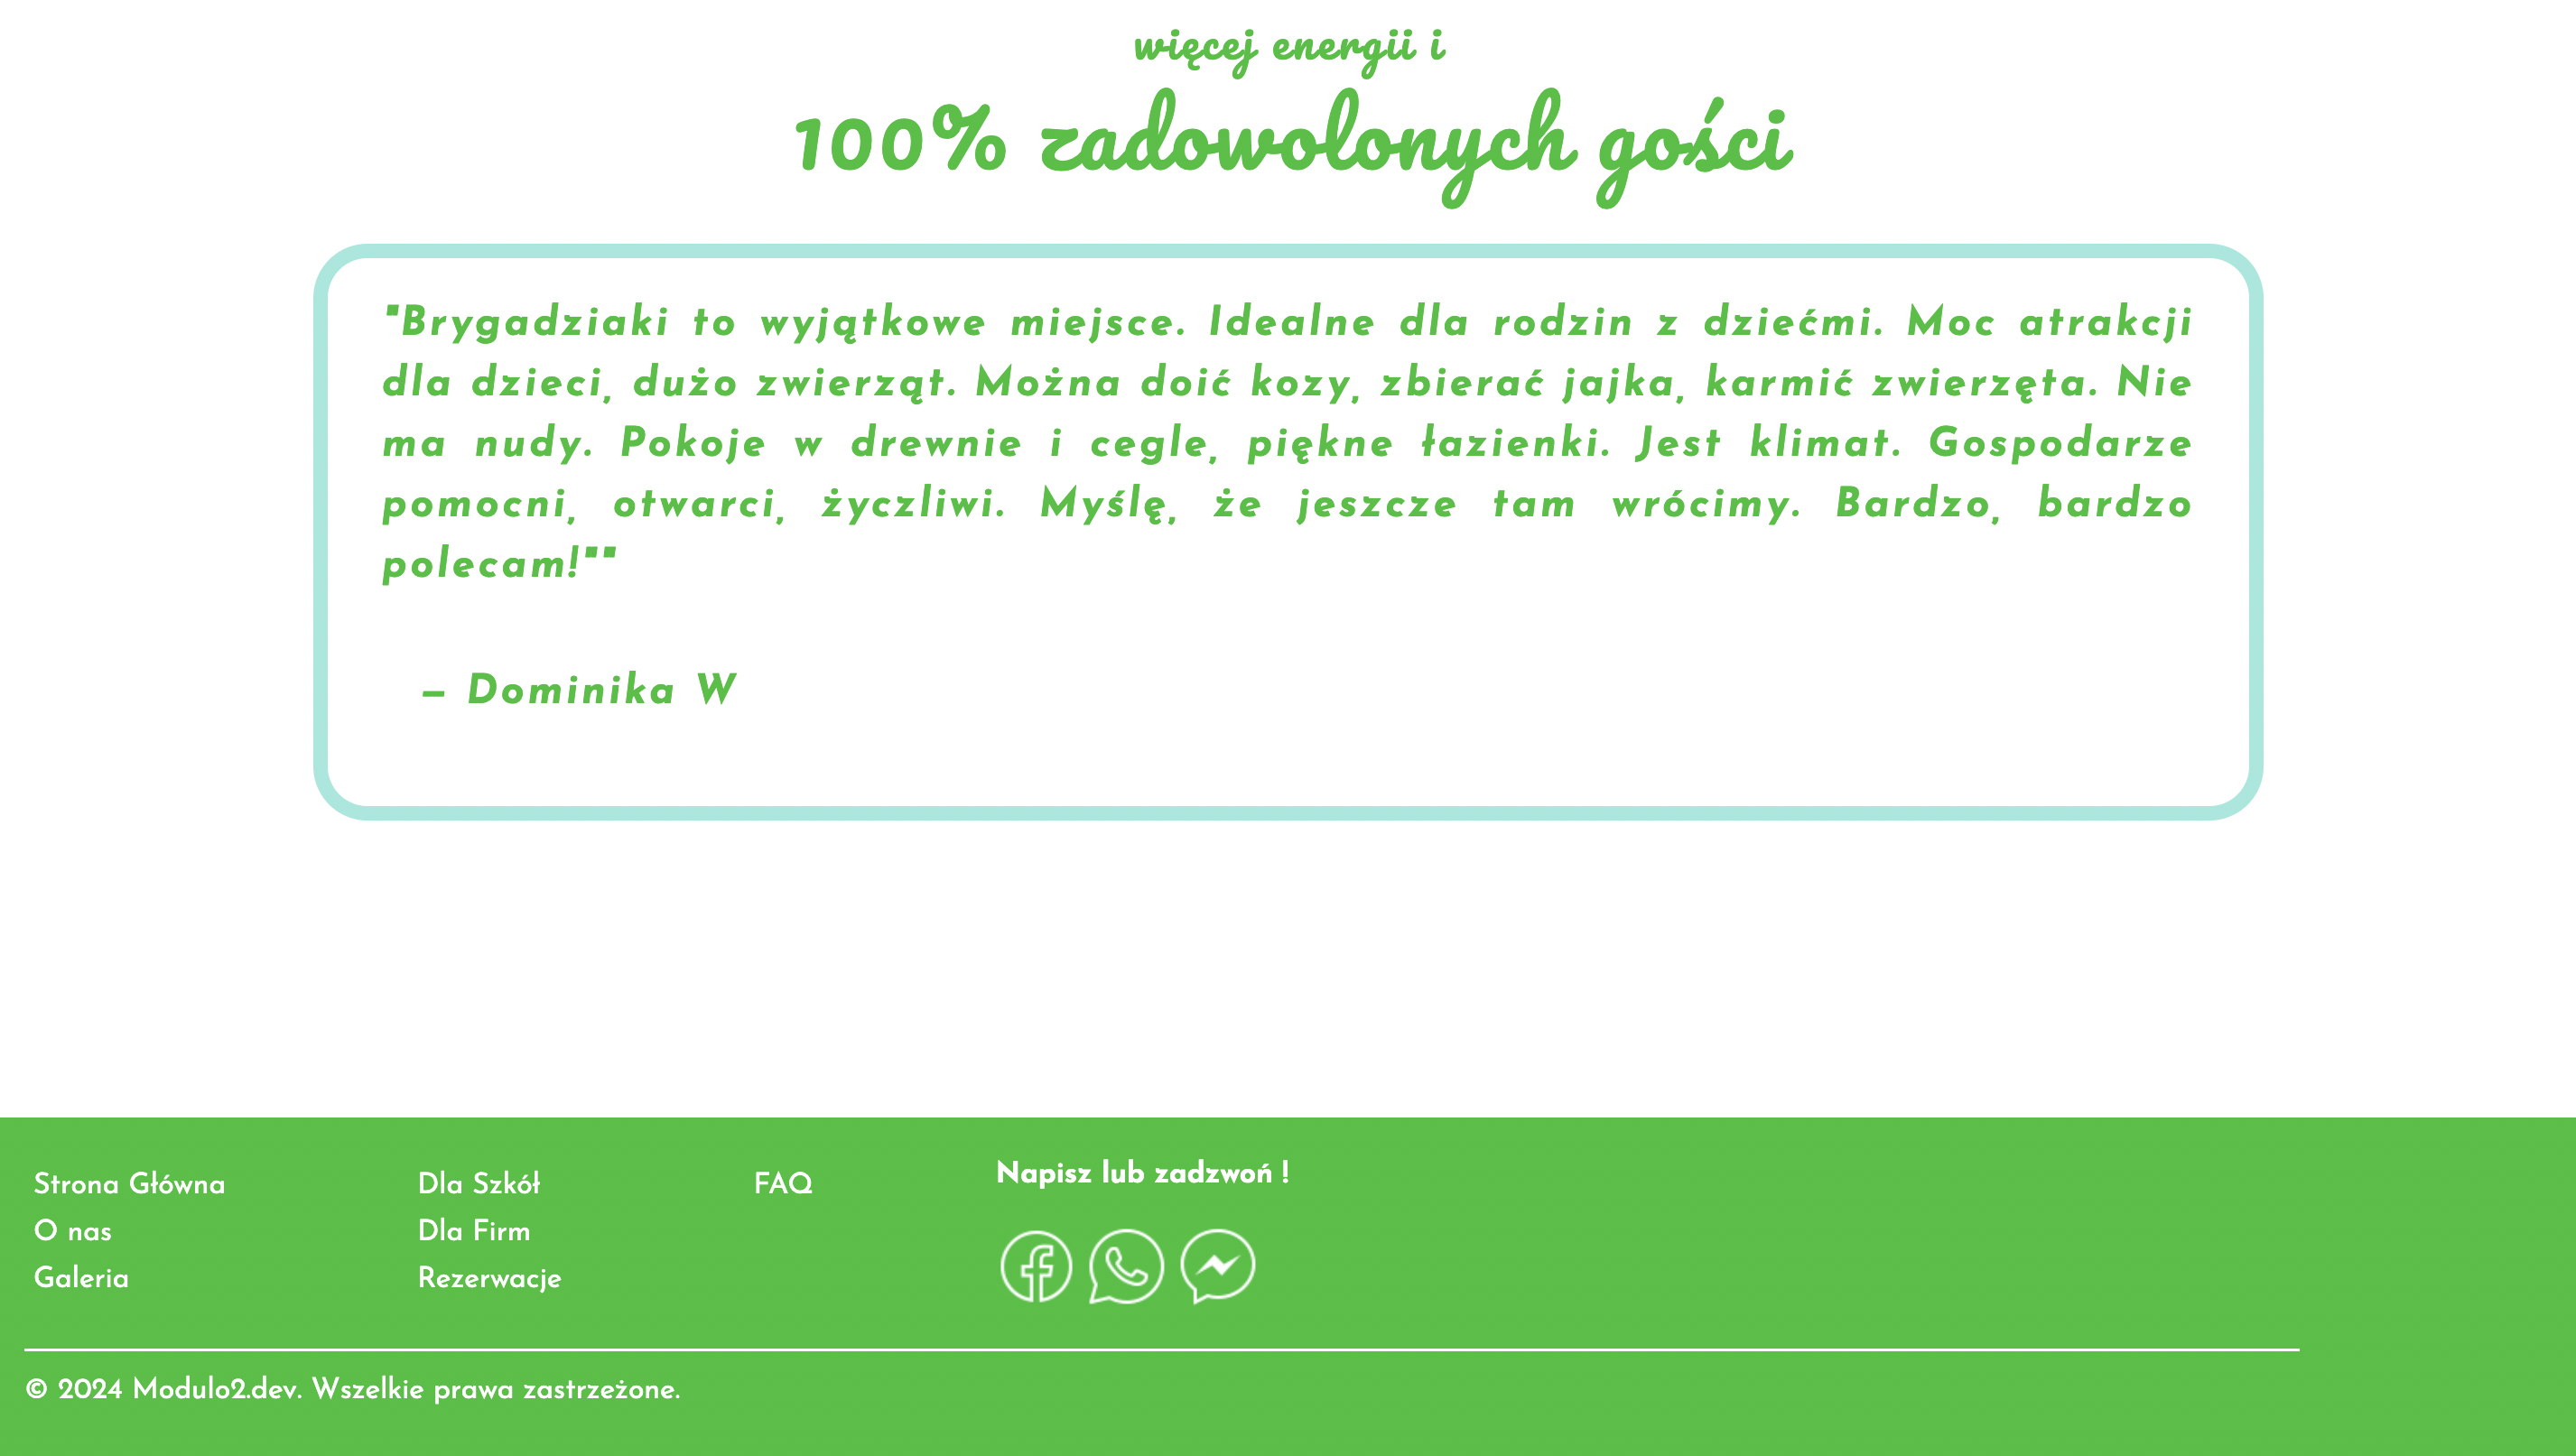 więcej energii i
100% zadowolonych gości
"Brygadziaki to wyjątkowe miejsce. Idealne dla rodzin z dziećmi. Moc atrakcji
dla dzieci, dużo zwierząt. Można doić kozy, zbierać jajka, karmić zwierzęta. Nie
ma nudy. Pokoje w drewnie i cegle, piękne łazienki. Jest klimat. Gospodarze
pomocni, otwarci, życzliwi. Myślę, że jeszcze tam wrócimy. Bardzo, bardzo
polecam!""
– Dominika W
Strona Główna
O nas
Galeria
Dla Szkół
Dla Firm
Rezerwacje
FAQ
Napisz lub zadzwoń !
© 2024 Modulo2.dev. Wszelkie prawa zastrzeżone.